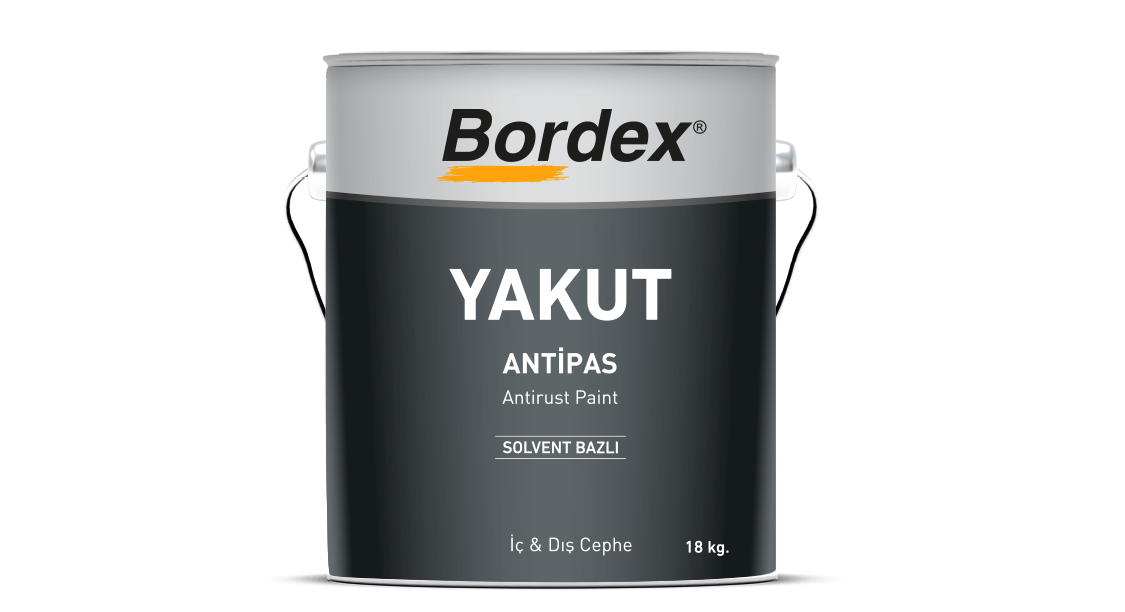 Bordex®
YAKUT
ANTİPAS
Antirust Paint
SOLVENT BAZLI
İç & Dış Cephe
18 kg.